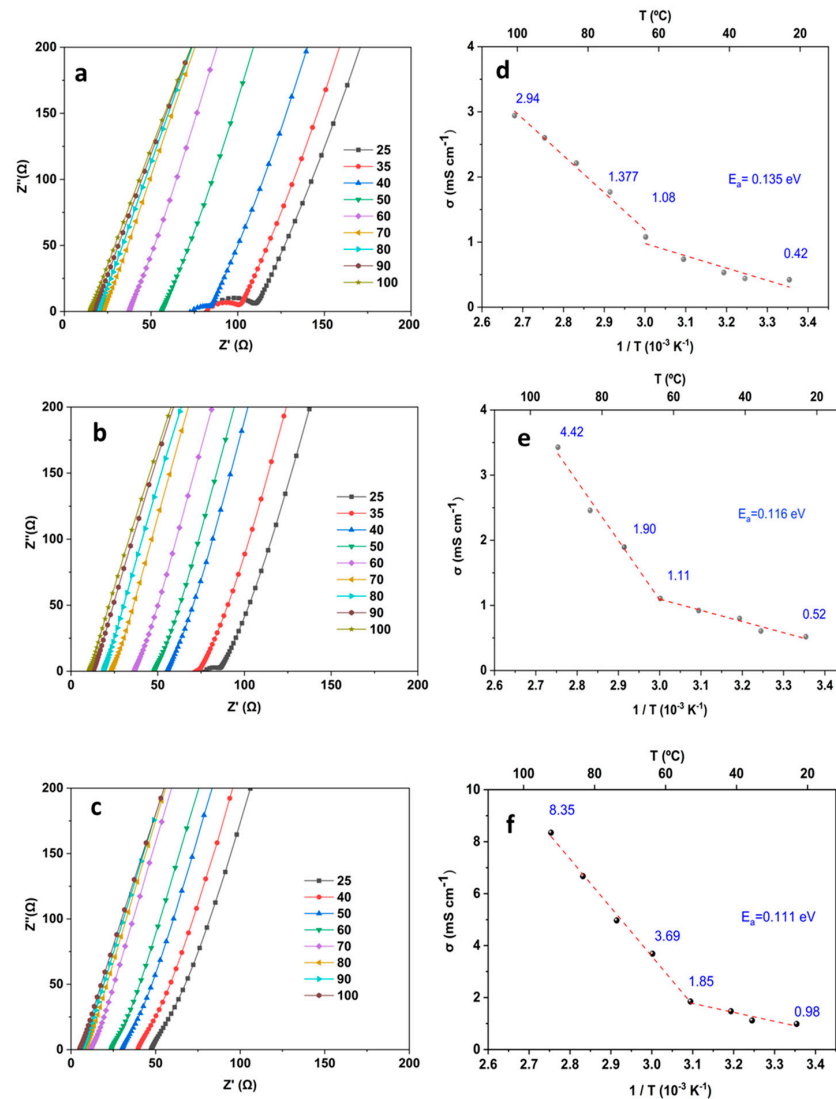 a
200
150
100
50
0
Z''(Ω)
0 50 100 150 200
Z' (Ω)
25
35
40
50
60
70
80
90
100
d
T (ºC)
100 80 60 40 20
4
3
2
1
0
σ (mS cm⁻¹)
2.94
1.377
1.08
0.42
Eₐ= 0.135 eV
2.6 2.7 2.8 2.9 3.0 3.1 3.2 3.3 3.4
1 / T (10⁻³ K⁻¹)
b
200
150
100
50
0
Z''(Ω)
0 50 100 150 200
Z' (Ω)
25
35
40
50
60
70
80
90
100
e
T (ºC)
100 80 60 40 20
4
3
2
1
0
σ (mS cm⁻¹)
4.42
1.90
1.11
0.52
Eₐ=0.116 eV
2.6 2.7 2.8 2.9 3.0 3.1 3.2 3.3 3.4
1 / T (10⁻³ K⁻¹)
c
200
150
100
50
0
Z''(Ω)
0 50 100 150 200
Z' (Ω)
25
40
50
60
70
80
90
100
f
T (ºC)
100 80 60 40 20
10
8
6
4
2
0
σ (mS cm⁻¹)
8.35
3.69
1.85
0.98
Eₐ=0.111 eV
2.6 2.7 2.8 2.9 3.0 3.1 3.2 3.3 3.4
1 / T (10⁻³ K⁻¹)